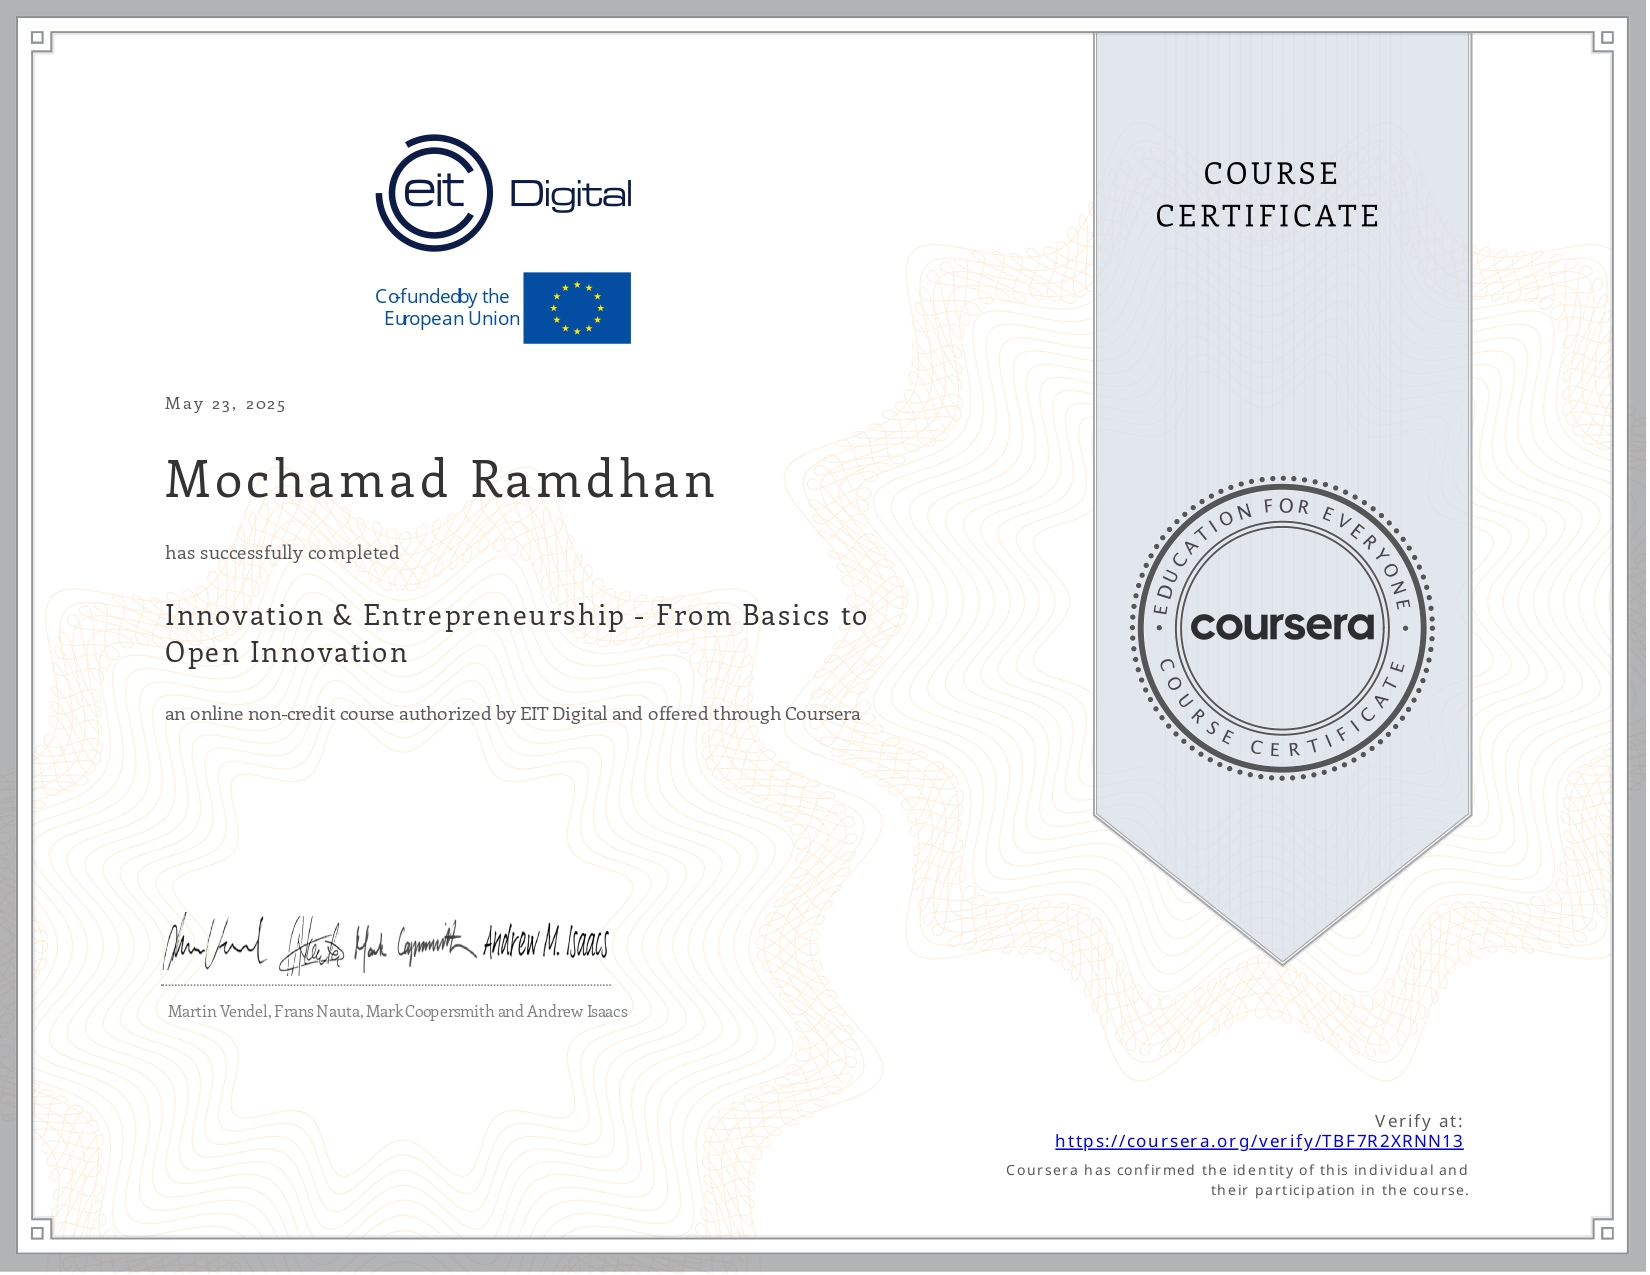 eit Digital
Co-funded by the
European Union
COURSE
CERTIFICATE
May 23, 2025
Mochamad Ramdhan
has successfully completed
Innovation & Entrepreneurship - From Basics to
Open Innovation
an online non-credit course authorized by EIT Digital and offered through Coursera
EDUCATION FOR EVERYONE
coursera
COURSE CERTIFICATE
Andrew M. Isaacs
Martin Vendel, Frans Nauta, Mark Coopersmith and Andrew Isaacs
Verify at:
https://coursera.org/verify/TBF7R2XRNN13
Coursera has confirmed the identity of this individual and
their participation in the course.